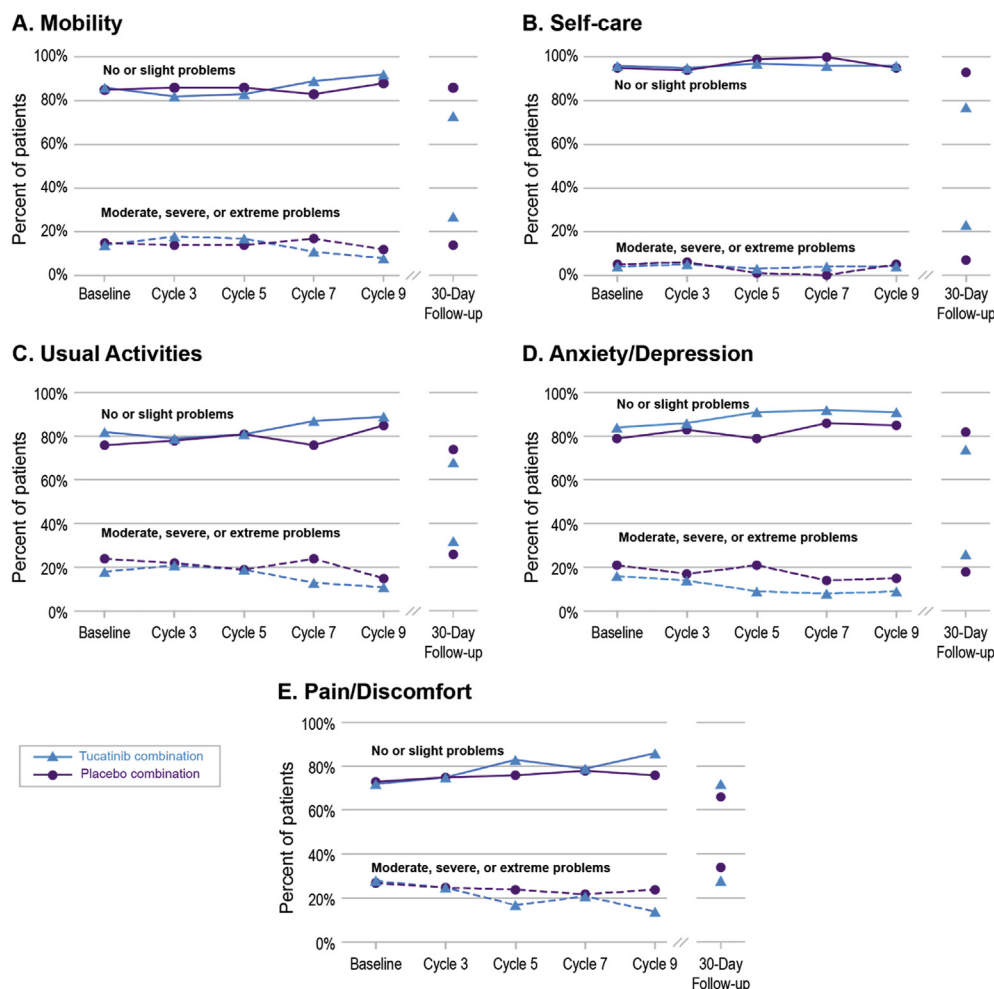 A. Mobility
Percent of patients
100%
80%
60%
40%
20%
0%
No or slight problems
Moderate, severe, or extreme problems
Baseline Cycle 3 Cycle 5 Cycle 7 Cycle 9 30-Day
Follow-up
B. Self-care
Percent of patients
100%
80%
60%
40%
20%
0%
No or slight problems
Moderate, severe, or extreme problems
Baseline Cycle 3 Cycle 5 Cycle 7 Cycle 9 30-Day
Follow-up
C. Usual Activities
Percent of patients
100%
80%
60%
40%
20%
0%
No or slight problems
Moderate, severe, or extreme problems
Baseline Cycle 3 Cycle 5 Cycle 7 Cycle 9 30-Day
Follow-up
D. Anxiety/Depression
Percent of patients
100%
80%
60%
40%
20%
0%
No or slight problems
Moderate, severe, or extreme problems
Baseline Cycle 3 Cycle 5 Cycle 7 Cycle 9 30-Day
Follow-up
E. Pain/Discomfort
Percent of patients
100%
80%
60%
40%
20%
0%
No or slight problems
Moderate, severe, or extreme problems
Baseline Cycle 3 Cycle 5 Cycle 7 Cycle 9 30-Day
Follow-up
Tucatinib combination
Placebo combination